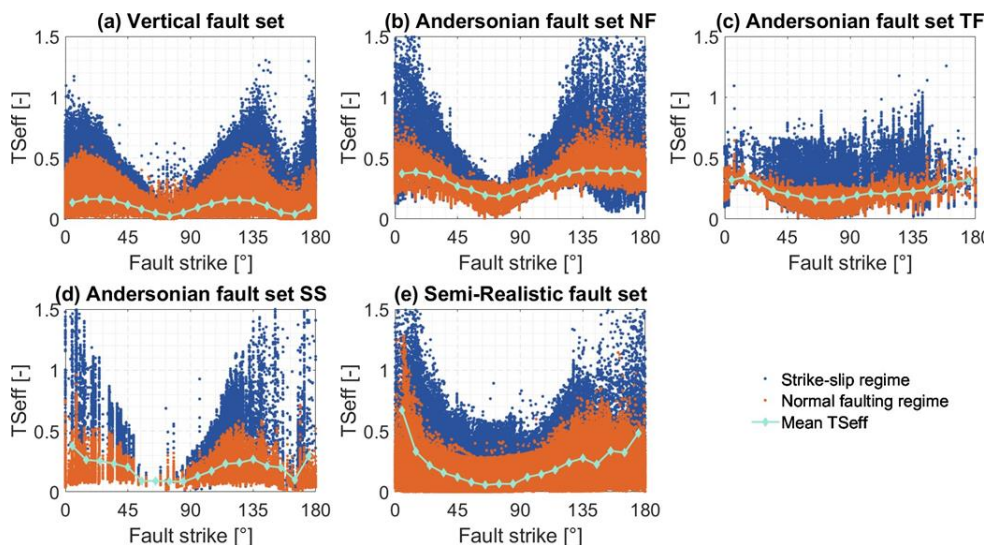 (a) Vertical fault set
(b) Andersonian fault set NF
(c) Andersonian fault set TF
1.5
1
0.5
0
TSeff [-]
0 45 90 135 180
Fault strike [°]
1.5
1
0.5
0
TSeff [-]
0 45 90 135 180
Fault strike [°]
1.5
1
0.5
0
TSeff [-]
0 45 90 135 180
Fault strike [°]
(d) Andersonian fault set SS
(e) Semi-Realistic fault set
1.5
1
0.5
0
TSeff [-]
0 45 90 135 180
Fault strike [°]
1.5
1
0.5
0
TSeff [-]
0 45 90 135 180
Fault strike [°]
Strike-slip regime
Normal faulting regime
Mean TSeff